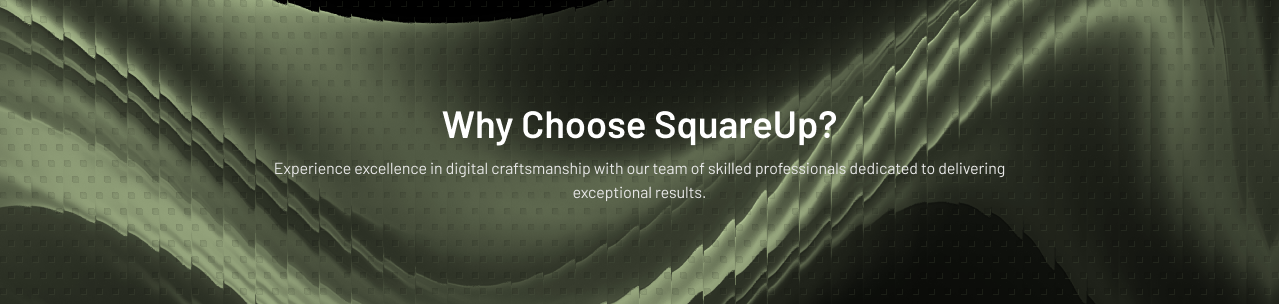 Why Choose SquareUp?
Experience excellence in digital craftsmanship with our team of skilled professionals dedicated to delivering
exceptional results.